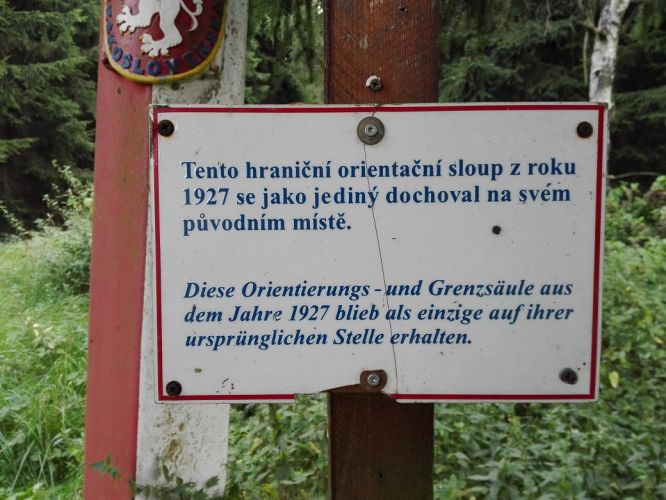 KOSLOVENSK
Tento hraniční orientační sloup z roku
1927 se jako jediný dochoval na svém
původním místě.
Diese Orientierungs - und Grenzsäule aus
dem Jahre 1927 blieb als einzige auf ihrer
ursprünglichen Stelle erhalten.